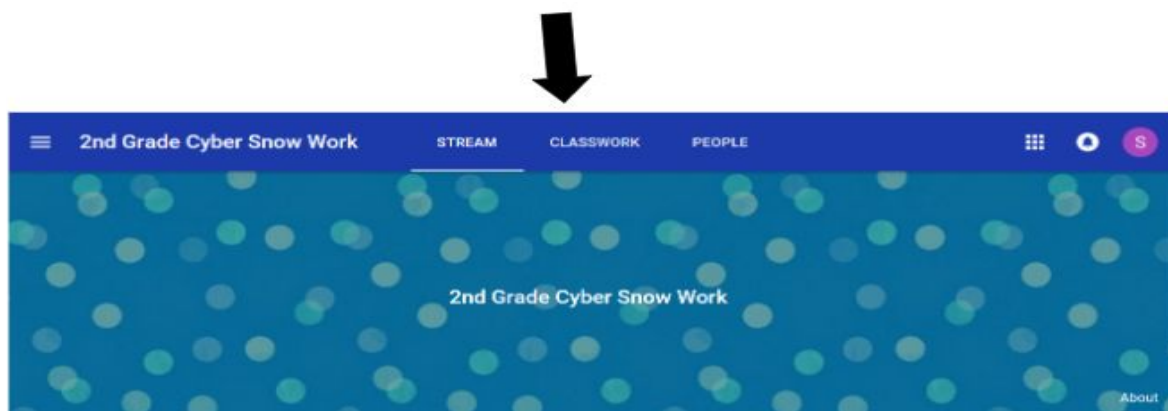 2nd Grade Cyber Snow Work STREAM CLASSWORK PEOPLE S
2nd Grade Cyber Snow Work
About